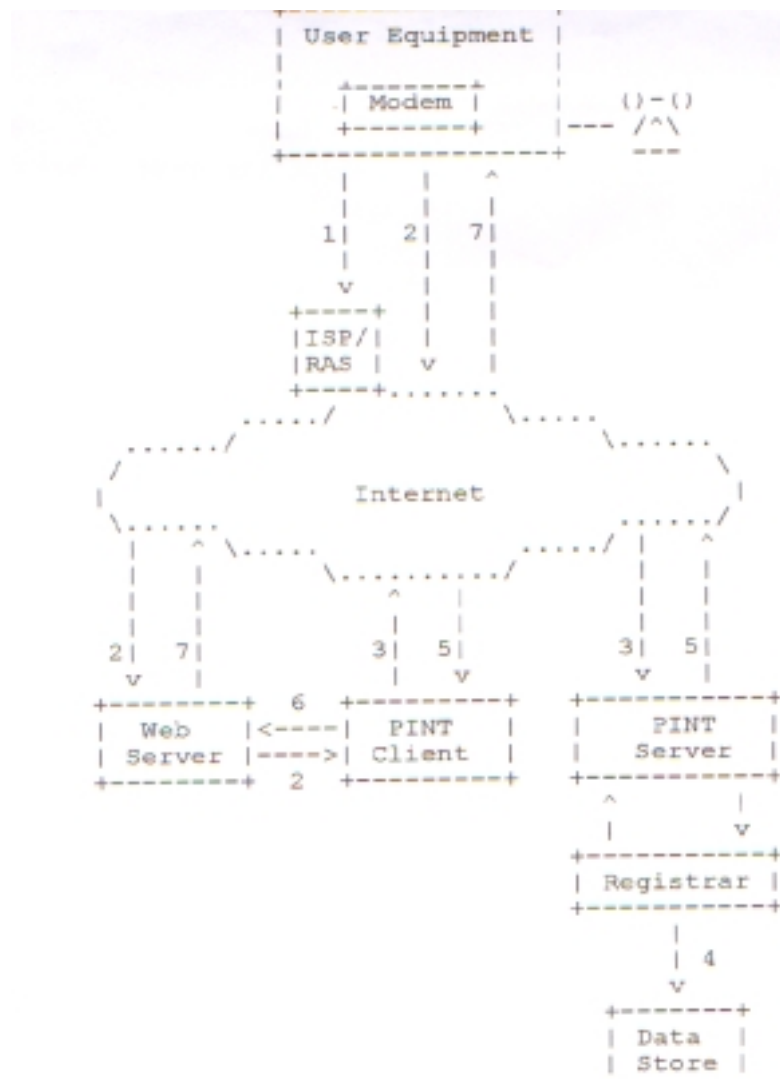 User Equipment
Modem
()-()
/^\
1
2
7
ISP/
RAS
Internet
2
7
3
5
3
5
6
Web
Server
PINT
Client
PINT
Server
2
Registrar
4
Data
Store